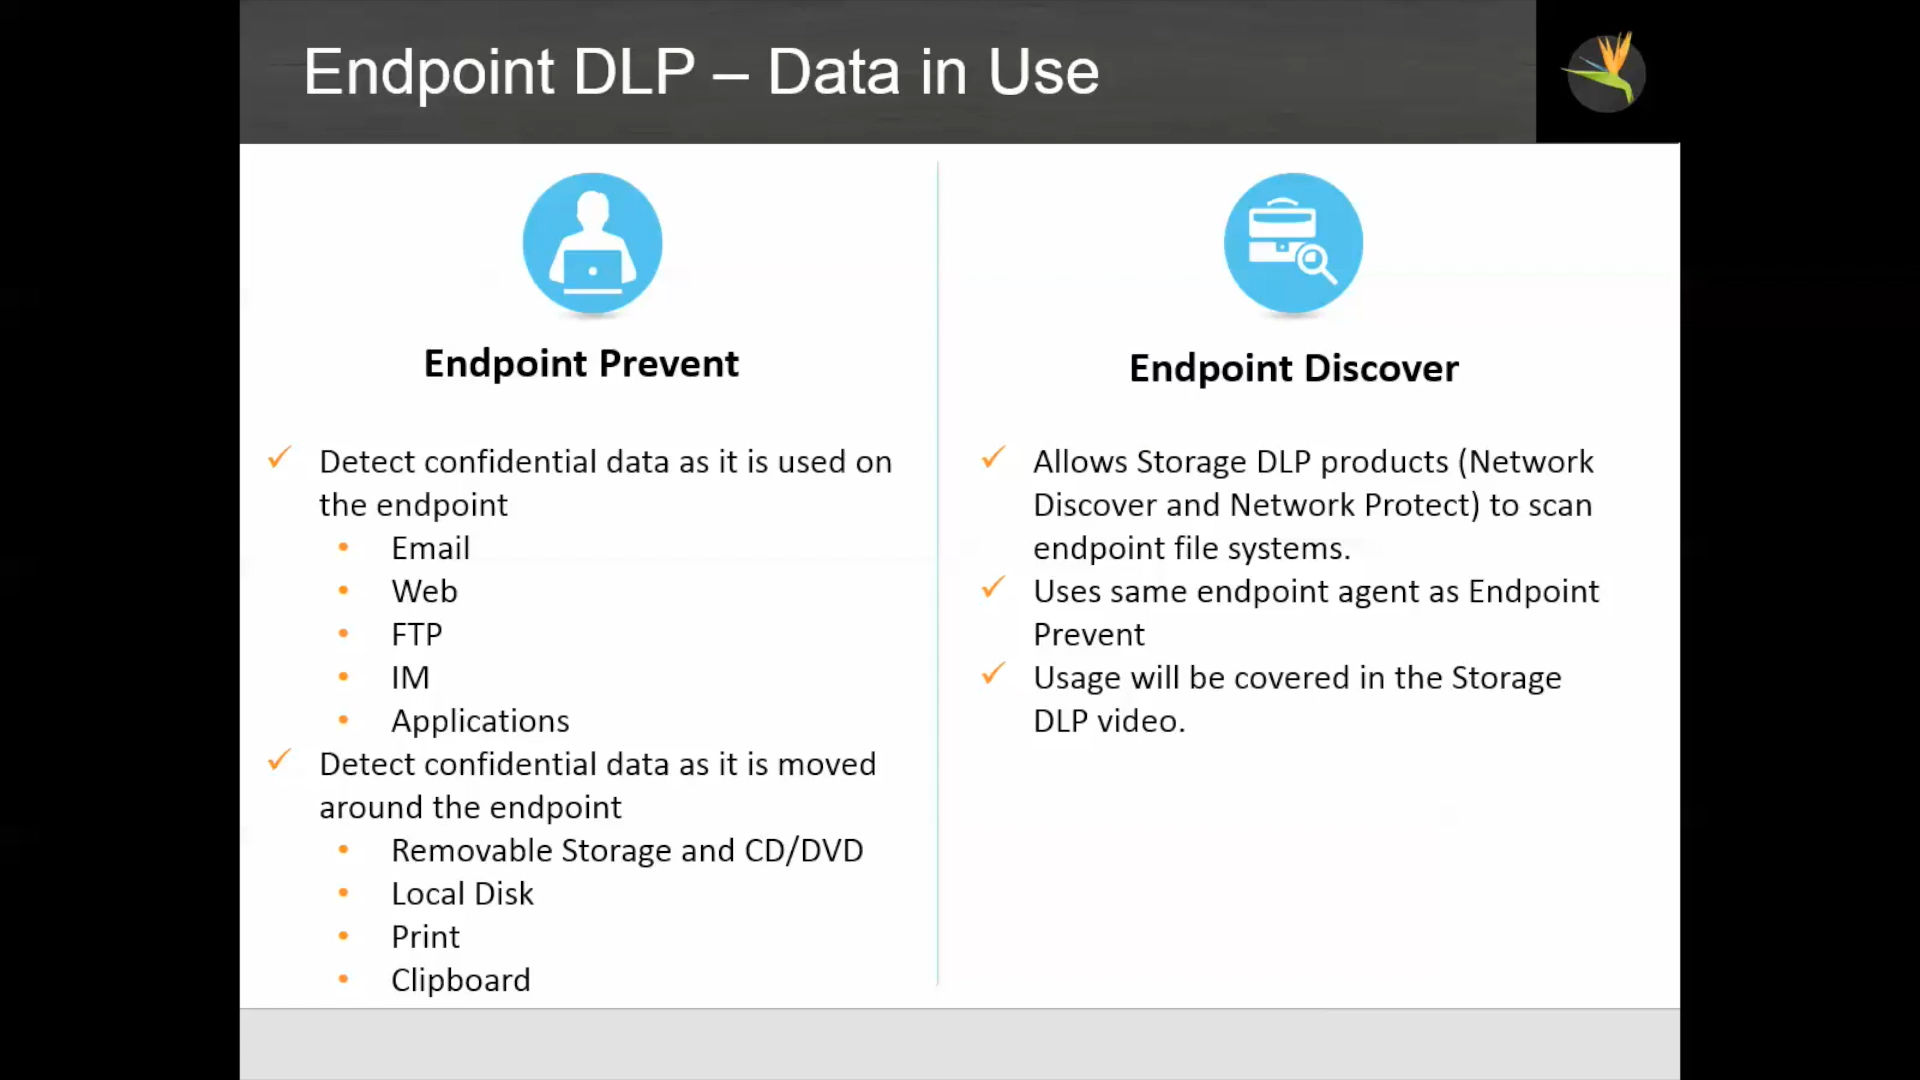 Endpoint DLP – Data in Use
Endpoint Prevent
Detect confidential data as it is used on
the endpoint
Email
Web
FTP
IM
Applications
Detect confidential data as it is moved
around the endpoint
Removable Storage and CD/DVD
Local Disk
Print
Clipboard
Endpoint Discover
Allows Storage DLP products (Network
Discover and Network Protect) to scan
endpoint file systems.
Uses same endpoint agent as Endpoint
Prevent
Usage will be covered in the Storage
DLP video.